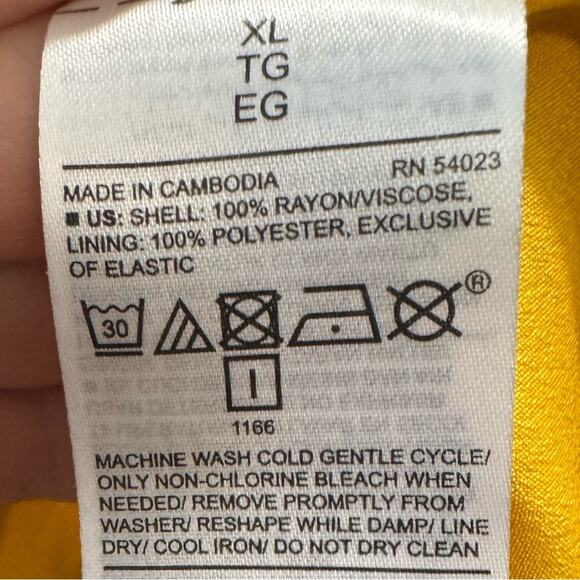 XL
TG
EG
RN 54023
MADE IN CAMBODIA
■ US: SHELL: 100% RAYON/VISCOSE,
LINING: 100% POLYESTER, EXCLUSIVE
OF ELASTIC
30
®
I
1166
MACHINE WASH COLD GENTLE CYCLE/
ONLY NON-CHLORINE BLEACH WHEN
NEEDED/ REMOVE PROMPTLY FROM
WASHER/ RESHAPE WHILE DAMP/ LINE
DRY/ COOL IRON/ DO NOT DRY CLEAN